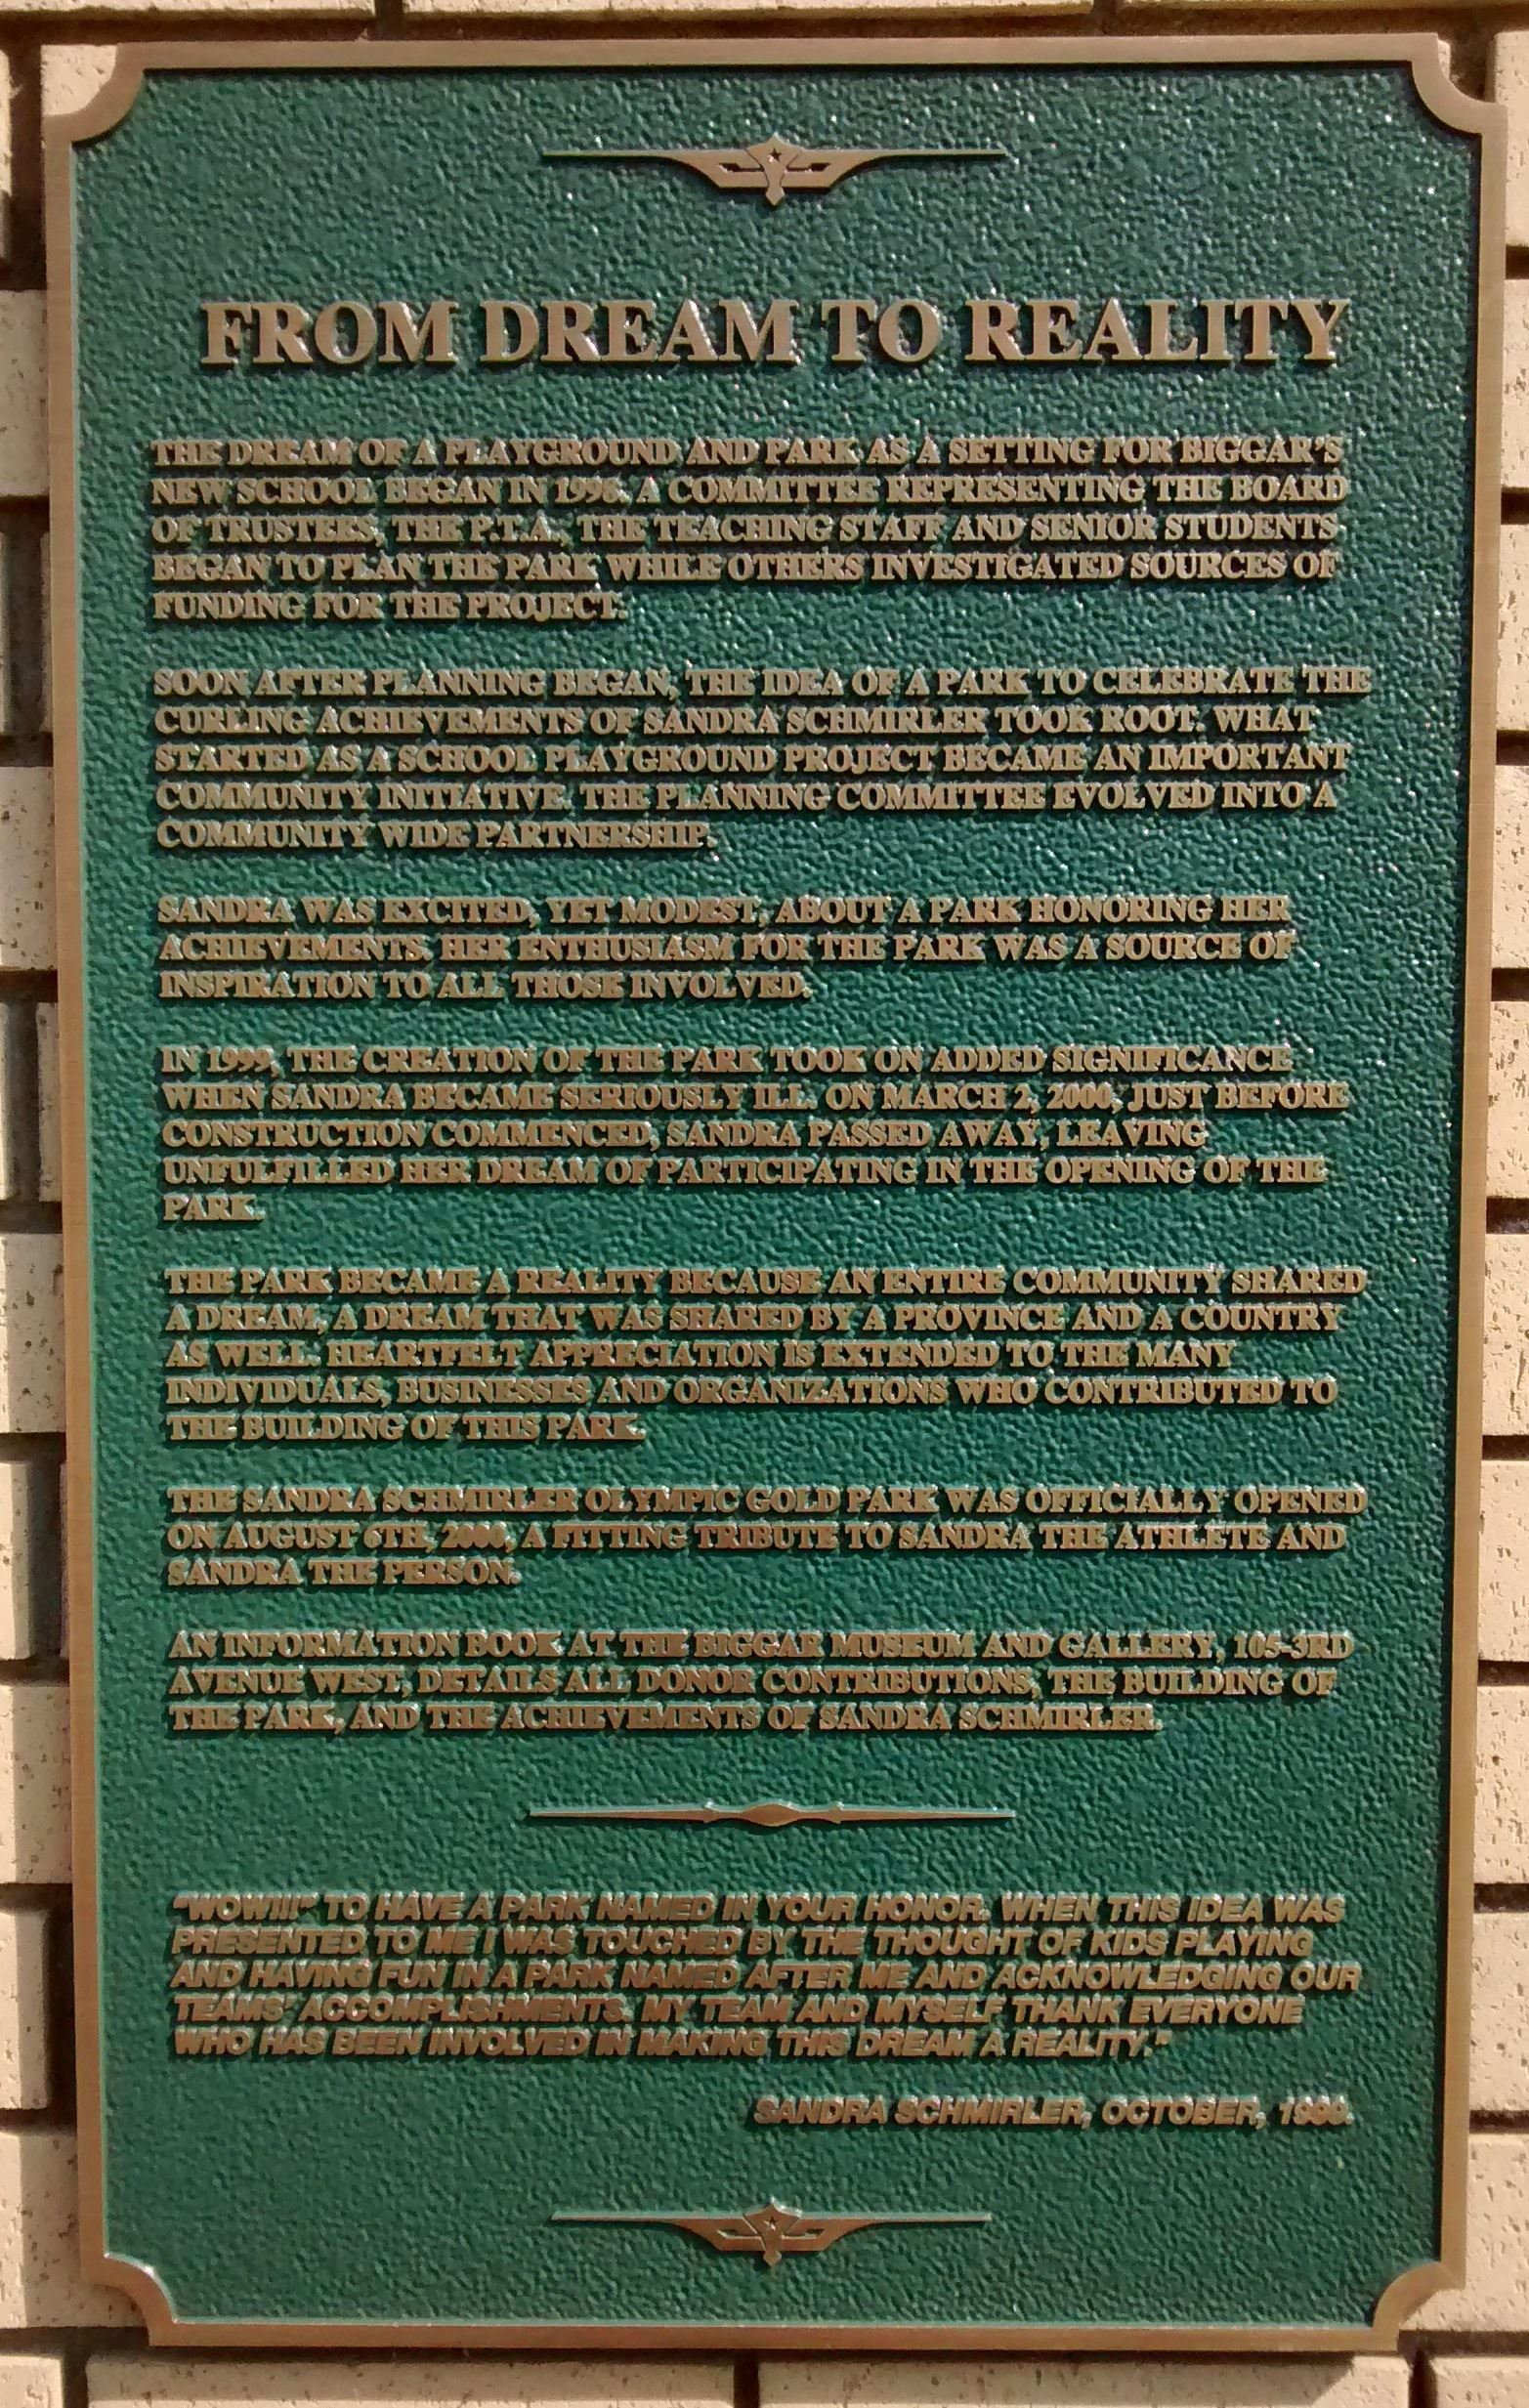 FROM DREAM TO REALITY
THE DREAM OF A PLAYGROUND AND PARK AS A SETTING FOR BIGGAR'S
NEW SCHOOL BEGAN IN A COMMITTEE REPRESENTING THE BOARD
OF TRUSTEES, THE P.T.A., THE TEACHING STAFF AND SENIOR STUDENTS
BEGAN TO PLAN THE PARK WHILE OTHERS INVESTIGATED SOURCES OF
FUNDING FOR THE PROJECT.
SOON AFTER PLANNING BEGAN, THE IDEA OF A PARK TO CELEBRATE THE
CURLING ACHIEVEMENTS OF SANDRA SCHMIRLER TOOK ROOT. WHAT
STARTED AS A SCHOOL PLAYGROUND PROJECT BECAME AN IMPORTANT
COMMUNITY INITIATIVE. THE PLANNING COMMITTEE EVOLVED INTO A
COMMUNITY WIDE PARTNERSHIP.
SANDRA WAS EXCITED, YET MODEST, ABOUT A PARK HONORING HER
ACHIEVEMENTS. HER ENTHUSIASM FOR THE PARK WAS A SOURCE OF
INSPIRATION TO ALL THOSE INVOLVED.
IN 1999, THE CREATION OF THE PARK TOOK ON ADDED SIGNIFICANCE
WHEN SANDRA BECAME SERIOUSLY ILL. ON MARCH 2, 2000, JUST BEFORE
CONSTRUCTION COMMENCED, SANDRA PASSED AWAY, LEAVING
UNFULFILLED HER DREAM OF PARTICIPATING IN THE OPENING OF THE
PARK.
THE PARK BECAME A REALITY BECAUSE AN ENTIRE COMMUNITY SHARED
A DREAM, A DREAM THAT WAS SHARED BY A PROVINCE AND A COUNTRY
AS WELL. HEARTFELT APPRECIATION IS EXTENDED TO THE MANY
INDIVIDUALS, BUSINESSES AND ORGANIZATIONS WHO CONTRIBUTED TO
THE BUILDING OF THIS PARK.
THE SANDRA SCHMIRLER OLYMPIC GOLD PARK WAS OFFICIALLY OPENED
ON AUGUST 6TH, 2000, A FITTING TRIBUTE TO SANDRA THE ATHLETE AND
SANDRA THE PERSON.
AN INFORMATION BOOK AT THE BIGGAR MUSEUM AND GALLERY, 105-3RD
AVENUE WEST, DETAILS ALL DONOR CONTRIBUTIONS, THE BUILDING OF
THE PARK, AND THE ACHIEVEMENTS OF SANDRA SCHMIRLER.
"WOW!!!" TO HAVE A PARK NAMED IN YOUR HONOR. WHEN THIS IDEA WAS
PRESENTED TO ME I WAS TOUCHED BY THE THOUGHT OF KIDS PLAYING
AND HAVING FUN IN A PARK NAMED AFTER ME AND ACKNOWLEDGING OUR
TEAMS' ACCOMPLISHMENTS. MY TEAM AND MYSELF THANK EVERYONE
WHO HAS BEEN INVOLVED IN MAKING THIS DREAM A REALITY."
SANDRA SCHMIRLER, OCTOBER, 1999.